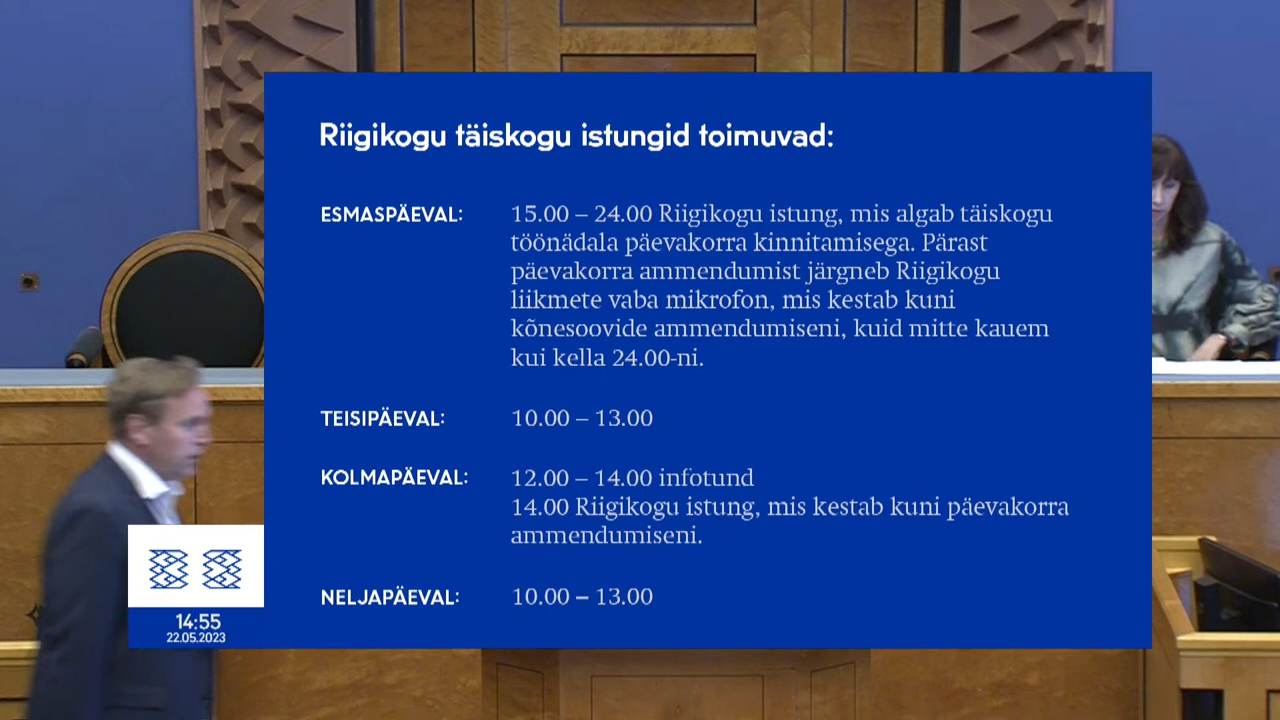 Riigikogu täiskogu istungid toimuvad:
ESMASPÄEVAL:
15.00 – 24.00 Riigikogu istung, mis algab täiskogu
töönädala päevakorra kinnitamisega. Pärast
päevakorra ammendumist järgneb Riigikogu
liikmete vaba mikrofon, mis kestab kuni
kõnesoovide ammendumiseni, kuid mitte kauem
kui kella 24.00-ni.
TEISIPÄEVAL:
10.00 – 13.00
KOLMAPÄEVAL:
12.00 – 14.00 infotund
14.00 Riigikogu istung, mis kestab kuni päevakorra
ammendumiseni.
NELJAPÄEVAL:
10.00 – 13.00
14:55
22.05.2023